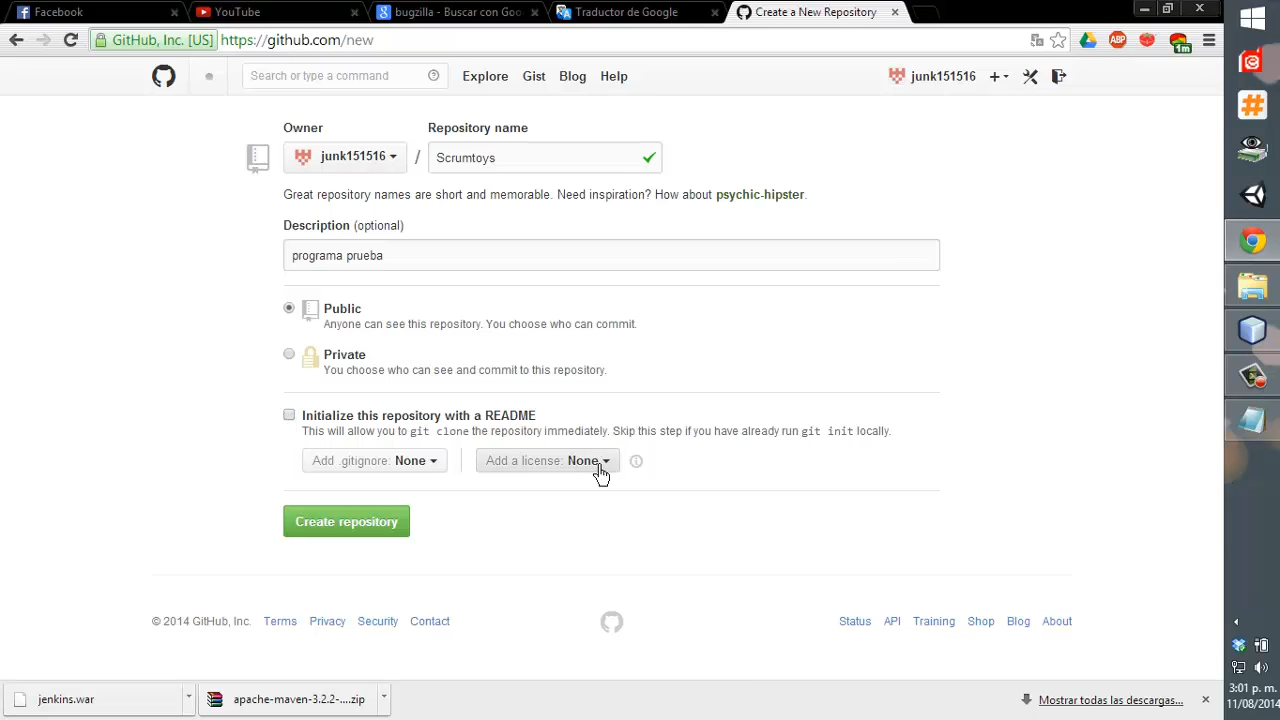 Facebook
YouTube
bugzilla - Buscar con Goo
Traductor de Google
Create a New Repository
GitHub, Inc. [US]
https://github.com/new
ABP
1m
Search or type a command
Explore
Gist
Blog
Help
junk151516
Owner
Repository name
junk151516 / Scrumtoys
Great repository names are short and memorable. Need inspiration? How about psychic-hipster.
Description (optional)
programa prueba
Public
Anyone can see this repository. You choose who can commit.
Private
You choose who can see and commit to this repository.
Initialize this repository with a README
This will allow you to git clone the repository immediately. Skip this step if you have already run git init locally.
Add .gitignore: None
Add a license: None
Create repository
© 2014 GitHub, Inc. Terms Privacy Security Contact
Status API Training Shop Blog About
jenkins.war
apache-maven-3.2.2-....zip
Mostrar todas las descargas...
3:01 p. m.
11/08/2014